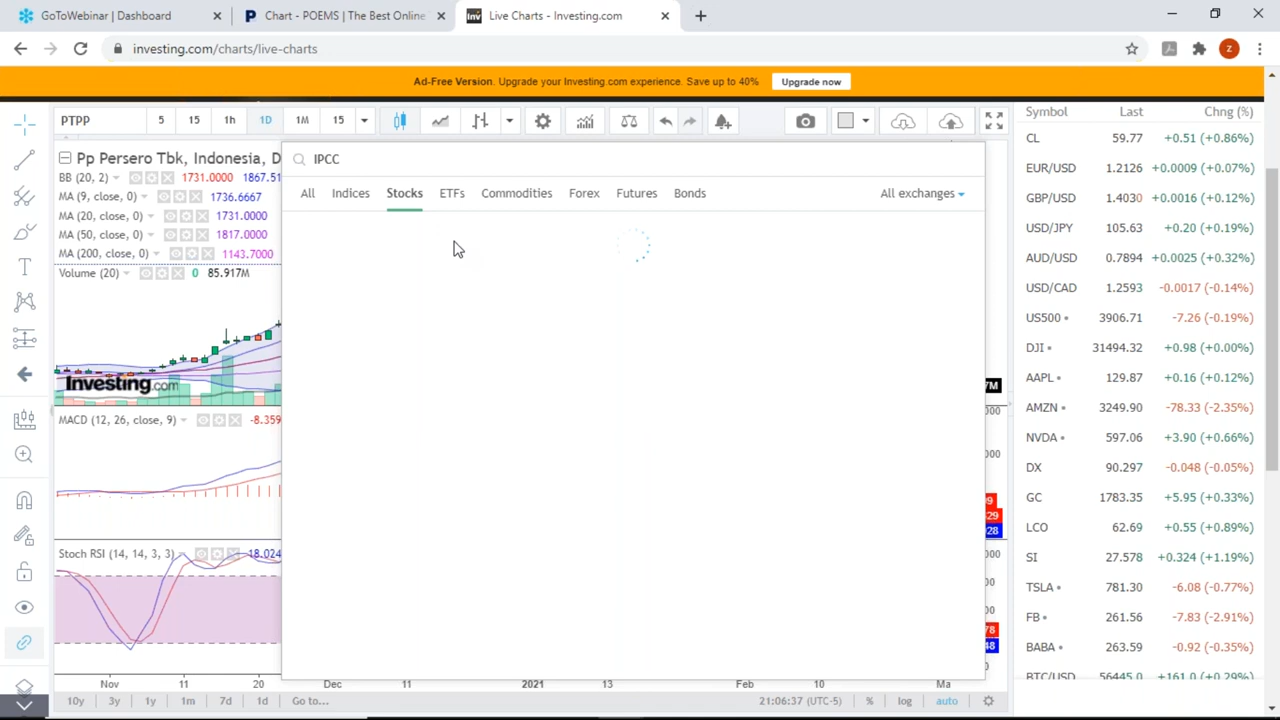 GoToWebinar | Dashboard
Chart - POEMS | The Best Online
Live Charts - Investing.com
investing.com/charts/live-charts
Z
Ad-Free Version. Upgrade your Investing.com experience. Save up to 40%
Upgrade now
PTPP 5 15 1h 1D 1M 15
Pp Persero Tbk, Indonesia, D
BB (20, 2) 1731.0000 1867.51
MA (9, close, 0) 1736.6667
MA (20, close, 0) 1731.0000
MA (50, close, 0) 1817.0000
MA (200, close, 0) 1143.7000
Volume (20) 0 85.917M
Investing.com
MACD (12, 26, close, 9) -8.359
Stoch RSI (14, 14, 3, 3) 18.024
IPCC
All Indices Stocks ETFs Commodities Forex Futures Bonds All exchanges
Nov 11 20 Dec 11 2021 13 Feb 10 Ma
10y 3y 1y 1m 7d 1d Go to... 21:06:37 (UTC-5) % log auto
Symbol Last Chng (%)
CL 59.77 +0.51 (+0.86%)
EUR/USD 1.2126 +0.0009 (+0.07%)
GBP/USD 1.4030 +0.0016 (+0.12%)
USD/JPY 105.63 +0.20 (+0.19%)
AUD/USD 0.7894 +0.0025 (+0.32%)
USD/CAD 1.2593 -0.0017 (-0.14%)
US500 3906.71 -7.26 (-0.19%)
DJI 31494.32 +0.98 (+0.00%)
AAPL 129.87 +0.16 (+0.12%)
AMZN 3249.90 -78.33 (-2.35%)
NVDA 597.06 +3.90 (+0.66%)
DX 90.297 -0.048 (-0.05%)
GC 1783.35 +5.95 (+0.33%)
LCO 62.69 +0.55 (+0.89%)
SI 27.578 +0.324 (+1.19%)
TSLA 781.30 -6.08 (-0.77%)
FB 261.56 -7.83 (-2.91%)
BABA 263.59 -0.92 (-0.35%)
BTC/USD 56445.0 +161.0 (+0.29%)